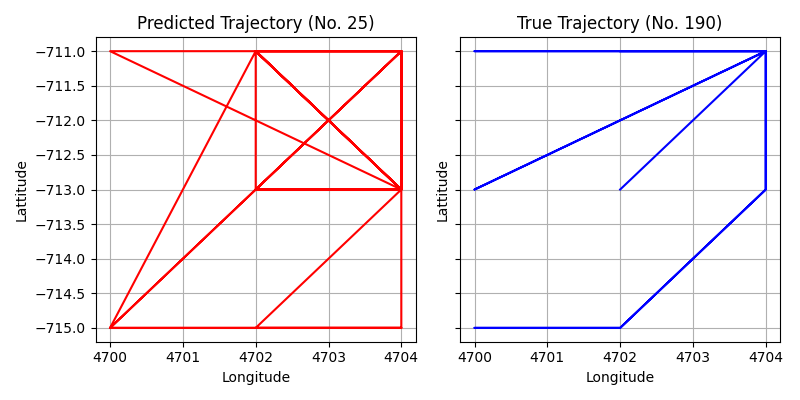 Predicted Trajectory (No. 25)
−711.0
−711.5
−712.0
−712.5
−713.0
−713.5
−714.0
−714.5
−715.0
Lattitude
4700 4701 4702 4703 4704
Longitude
True Trajectory (No. 190)
Lattitude
4700 4701 4702 4703 4704
Longitude